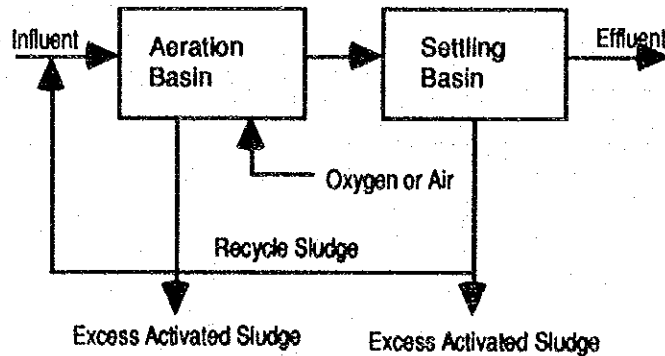 Influent
Aeration
Basin
Settling
Basin
Effluent
Oxygen or Air
Recycle Sludge
Excess Activated Sludge
Excess Activated Sludge